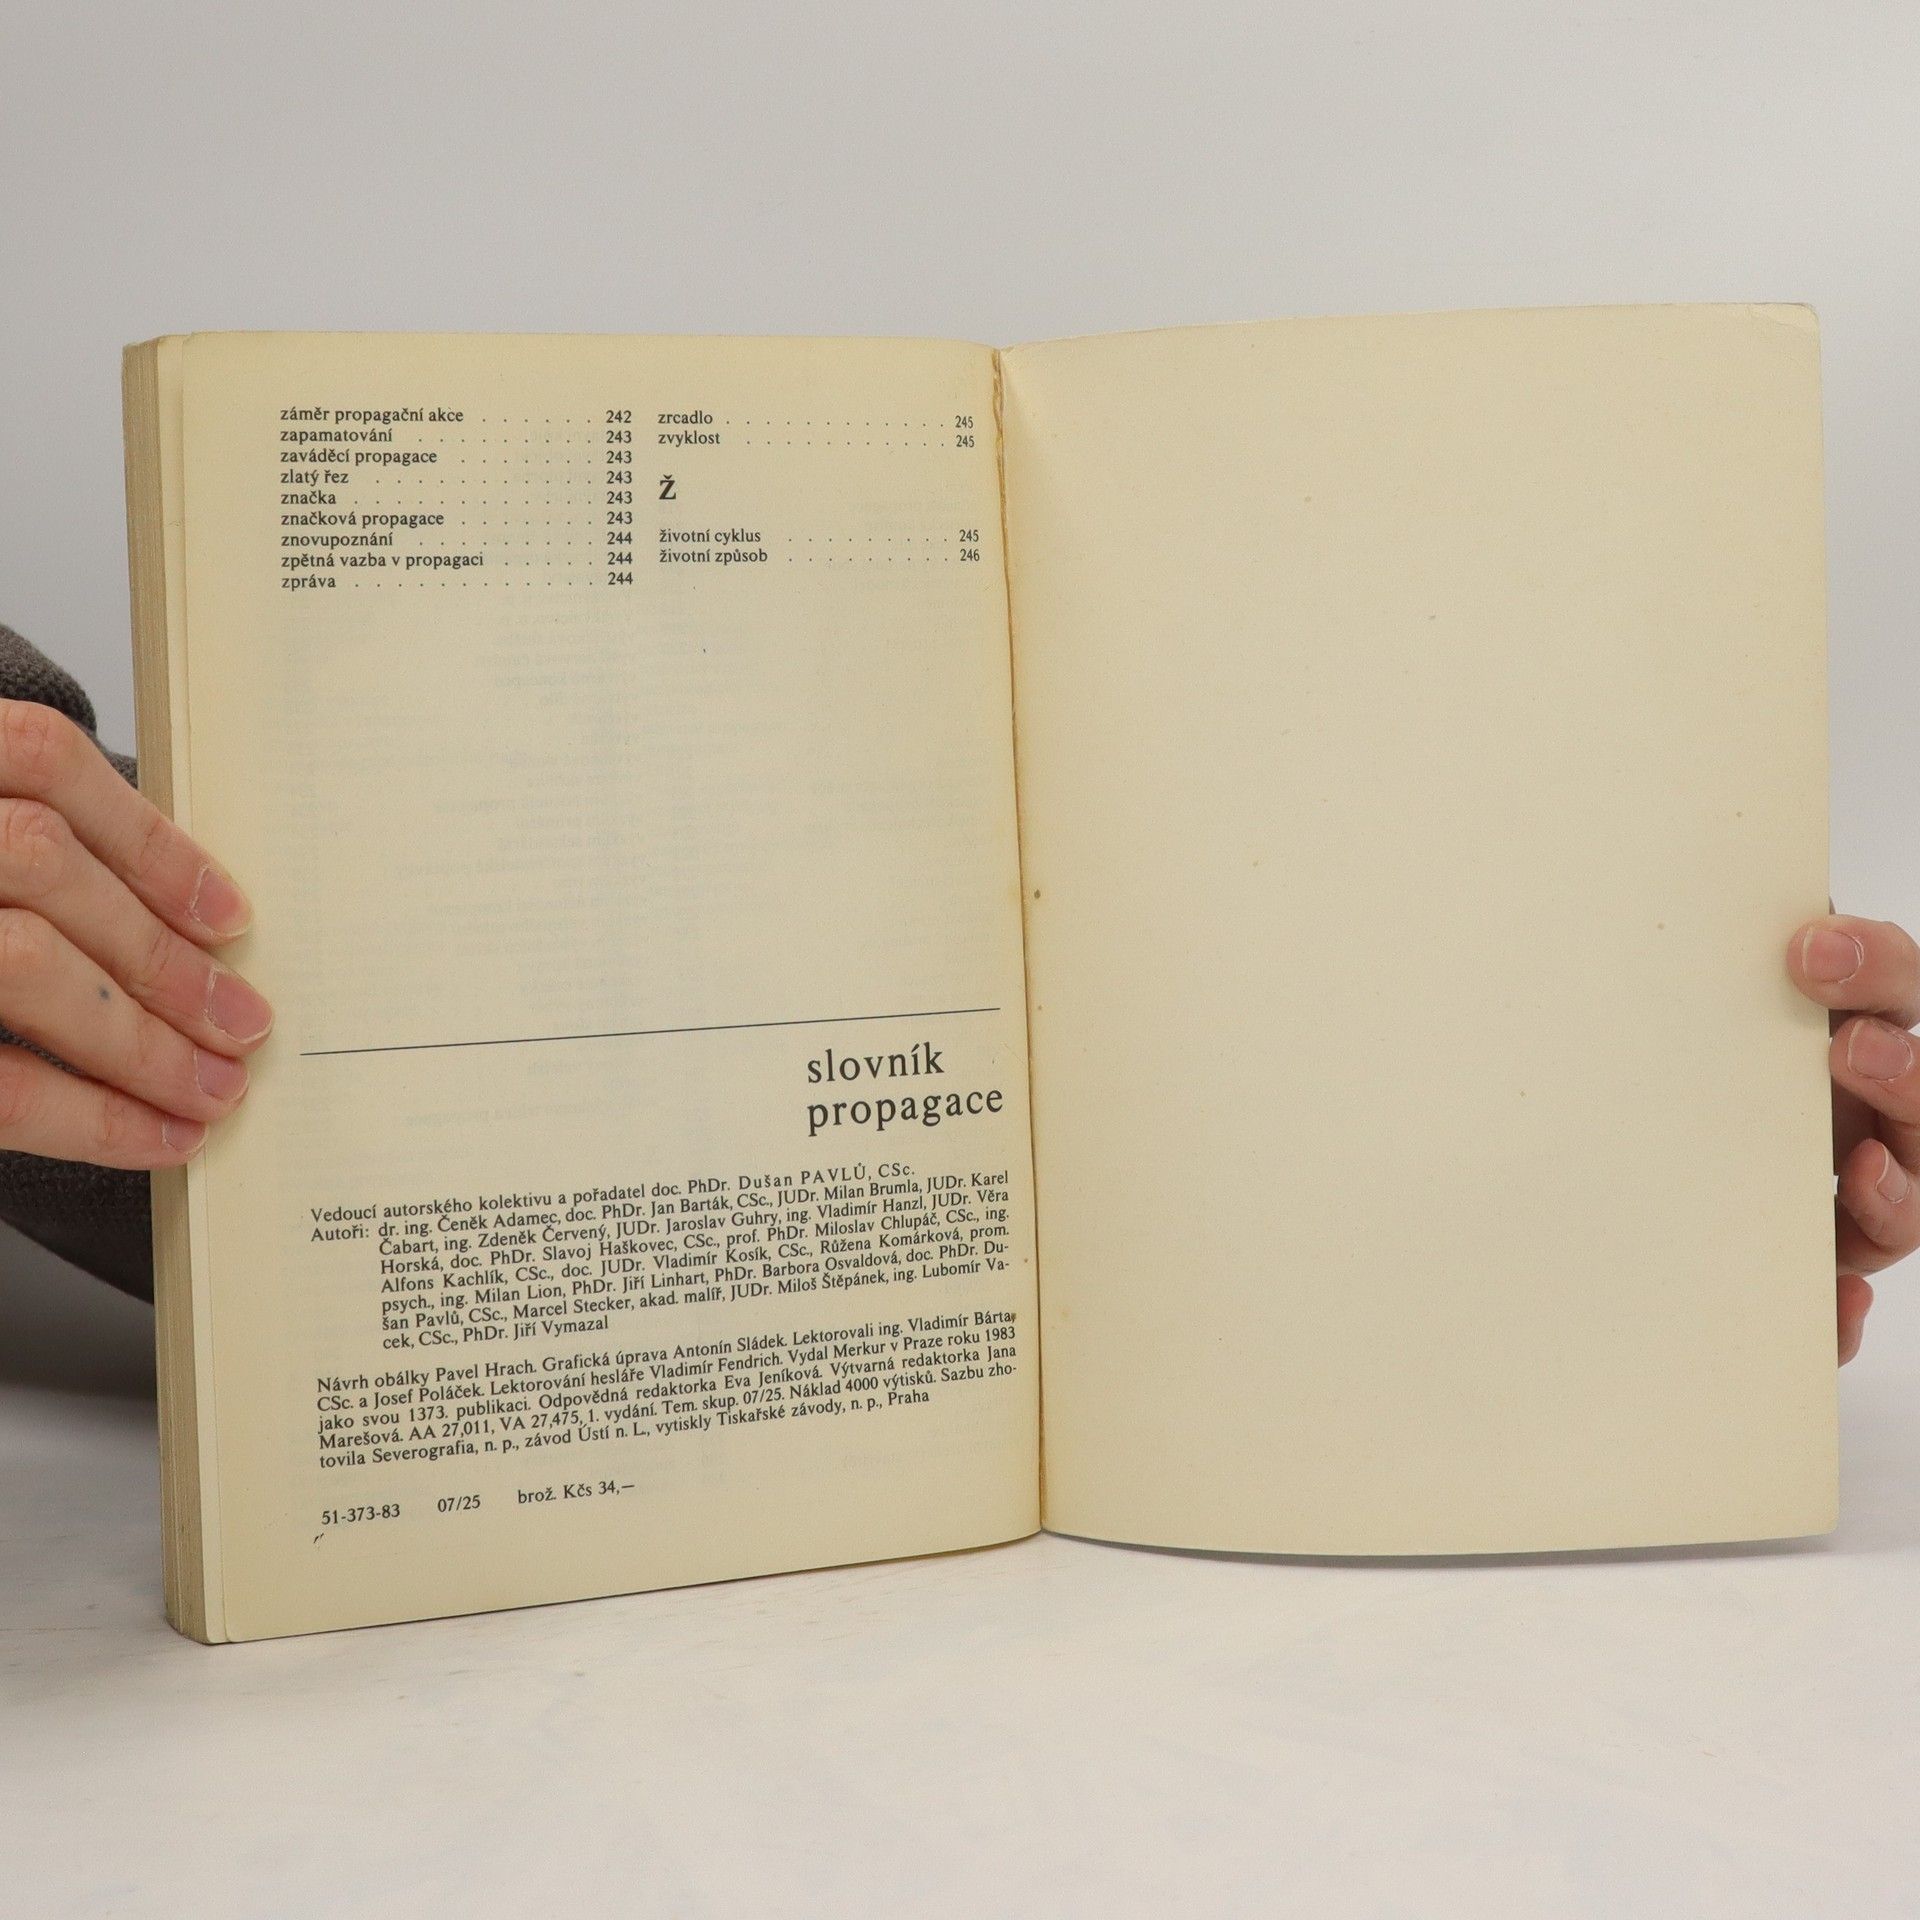 záměr propagační akce . . . . . . 242
zapamatování . . . . . . . . . 243
zaváděcí propagace . . . . . . . 243
zlatý řez . . . . . . . . . . . 243
značka . . . . . . . . . . . . 243
značková propagace . . . . . . . 243
znovupoznání . . . . . . . . . 244
zpětná vazba v propagaci . . . . . 244
zpráva . . . . . . . . . . . . 244
zrcadlo . . . . . . . . . . . . 245
zvyklost . . . . . . . . . . . 245
Ž
životní cyklus . . . . . . . . . 245
životní způsob . . . . . . . . . 246
slovník
propagace
Vedoucí autorského kolektivu a pořadatel doc. PhDr. Dušan PAVLŮ, CSc.
Autoři: dr. ing. Čeněk Adamec, doc. PhDr. Jan Barták, CSc., JUDr. Milan Brumla, JUDr. Karel
Čabart, ing. Zdeněk Červený, JUDr. Jaroslav Guhry, ing. Vladimír Hanzl, JUDr. Věra
Horská, doc. PhDr. Slavoj Haškovec, CSc., prof. PhDr. Miloslav Chlupáč, CSc., ing.
Alfons Kachlík, CSc., doc. JUDr. Vladimír Kosík, CSc., Růžena Komárková, prom.
psych., ing. Milan Lion, PhDr. Jiří Linhart, PhDr. Barbora Osvaldová, doc. PhDr. Du-
šan Pavlů, CSc., Marcel Stecker, akad. malíř, JUDr. Miloš Štěpánek, ing. Lubomír Va-
cek, CSc., PhDr. Jiří Vymazal
Návrh obálky Pavel Hrach. Grafická úprava Antonín Sládek. Lektorovali ing. Vladimír Bárta,
CSc. a Josef Poláček. Lektorování hesláře Vladimír Fendrich. Vydal Merkur v Praze roku 1983
jako svou 1373. publikaci. Odpovědná redaktorka Eva Jeníková. Výtvarná redaktorka Jana
Marešová. AA 27,011, VA 27,475, 1. vydání. Tem. skup. 07/25. Náklad 4000 výtisků. Sazbu zho-
tovila Severografia, n. p., závod Ústí n. L., vytiskly Tiskařské závody, n. p., Praha
51-373-83 07/25 brož. Kčs 34,—